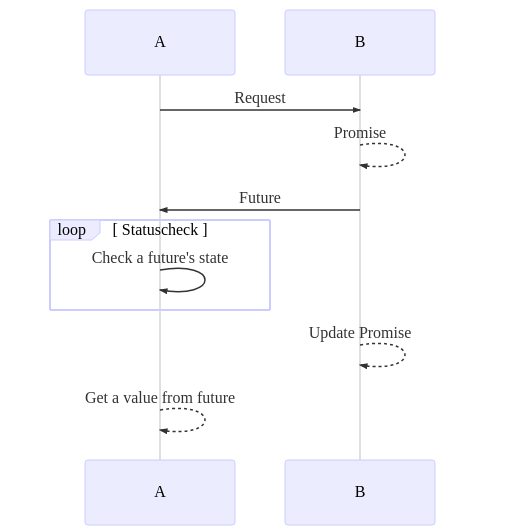 A
B
Request
Promise
Future
loop
[ Statuscheck ]
Check a future's state
Update Promise
Get a value from future
A
B